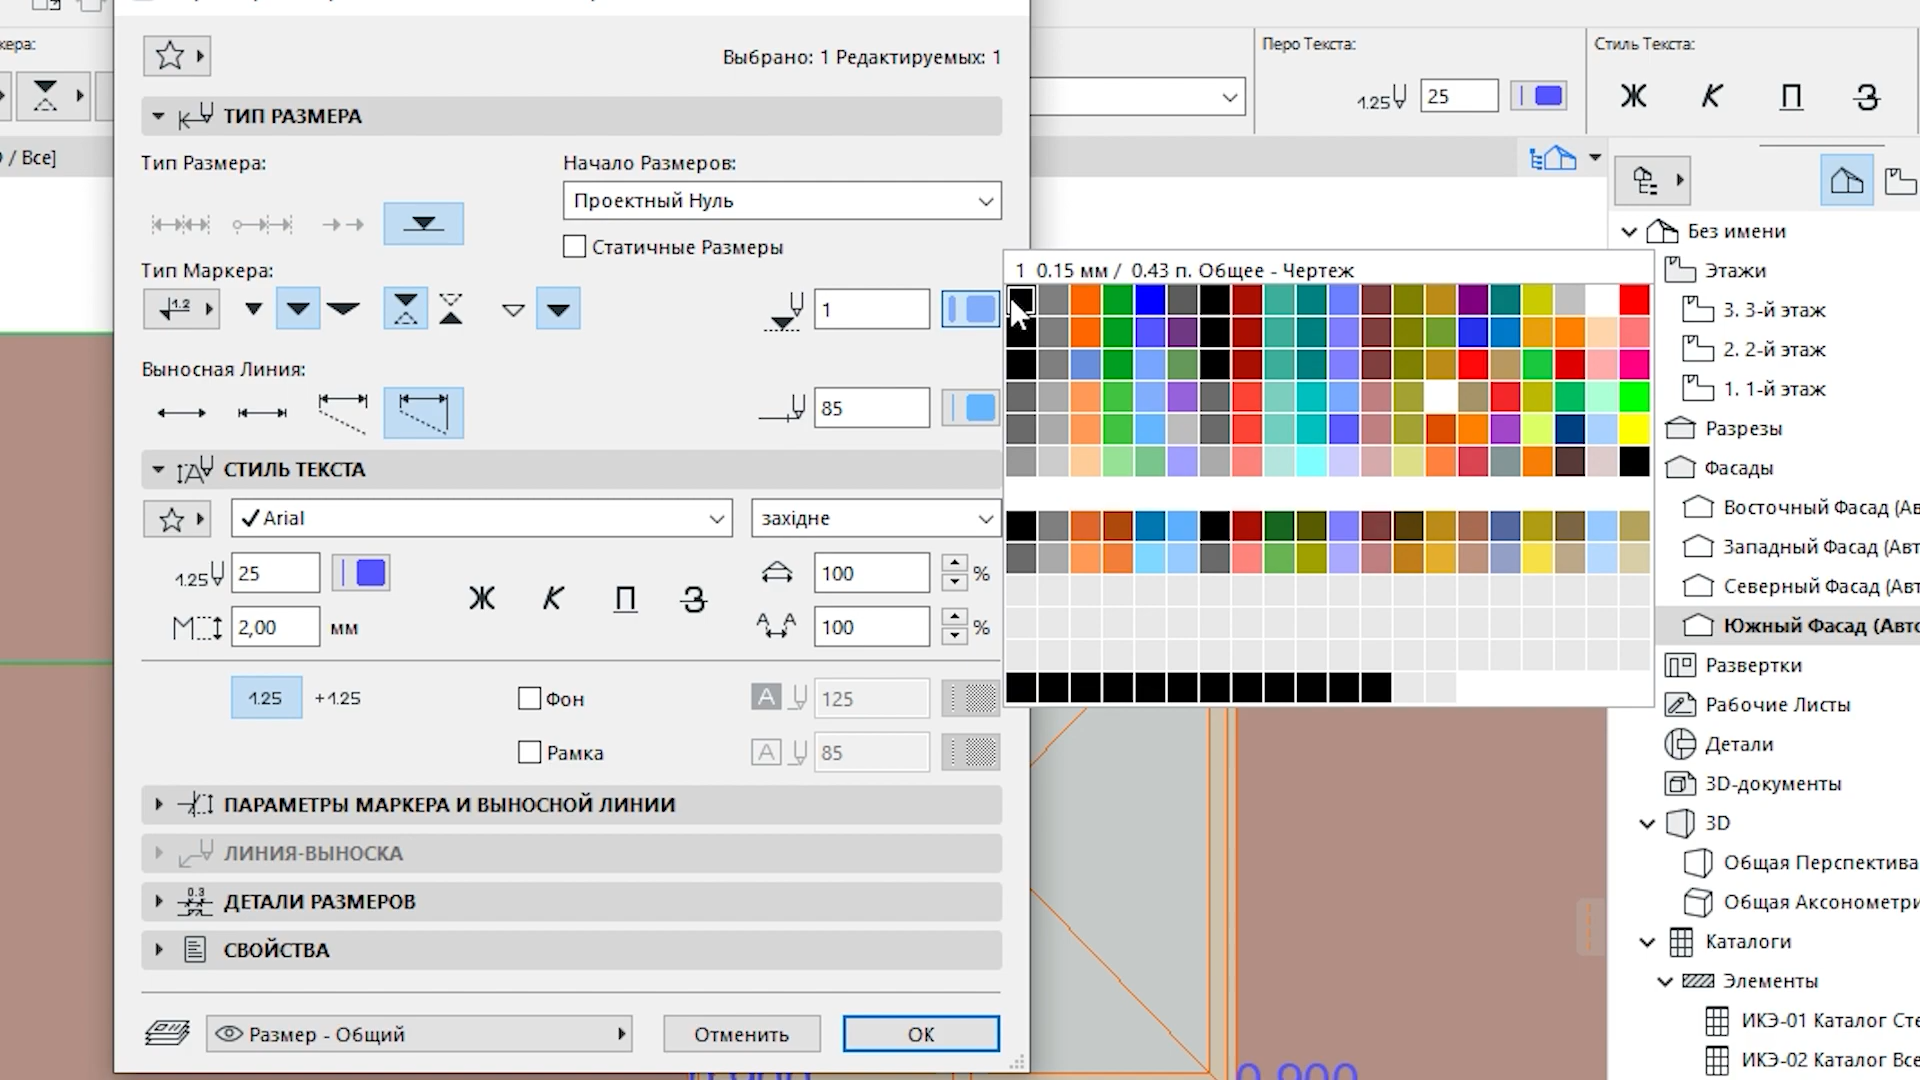 кера:
Выбрано: 1 Редактируемых: 1
Перо Текста:
Стиль Текста:
1.25
25
Ж К П З
/ Все]
ТИП РАЗМЕРА
Тип Размера:
Начало Размеров:
Проектный Нуль
Статичные Размеры
Тип Маркера:
1.2
1
1 0.15 мм / 0.43 п. Общее - Чертеж
Выносная Линия:
85
СТИЛЬ ТЕКСТА
Arial
західне
1.25
25
Ж К П З
100
%
2,00
мм
100
%
1.25
+1.25
Фон
125
Рамка
85
ПАРАМЕТРЫ МАРКЕРА И ВЫНОСНОЙ ЛИНИИ
ЛИНИЯ-ВЫНОСКА
0.3
ДЕТАЛИ РАЗМЕРОВ
СВОЙСТВА
Размер - Общий
Отменить
ОК
Без имени
Этажи
3. 3-й этаж
2. 2-й этаж
1. 1-й этаж
Разрезы
Фасады
Восточный Фасад (Ав
Западный Фасад (Авт
Северный Фасад (Авт
Южный Фасад (Авто
Развертки
Рабочие Листы
Детали
3D-документы
3D
Общая Перспектива
Общая Аксонометри
Каталоги
Элементы
ИКЭ-01 Каталог Сте
ИКЭ-02 Каталог Все